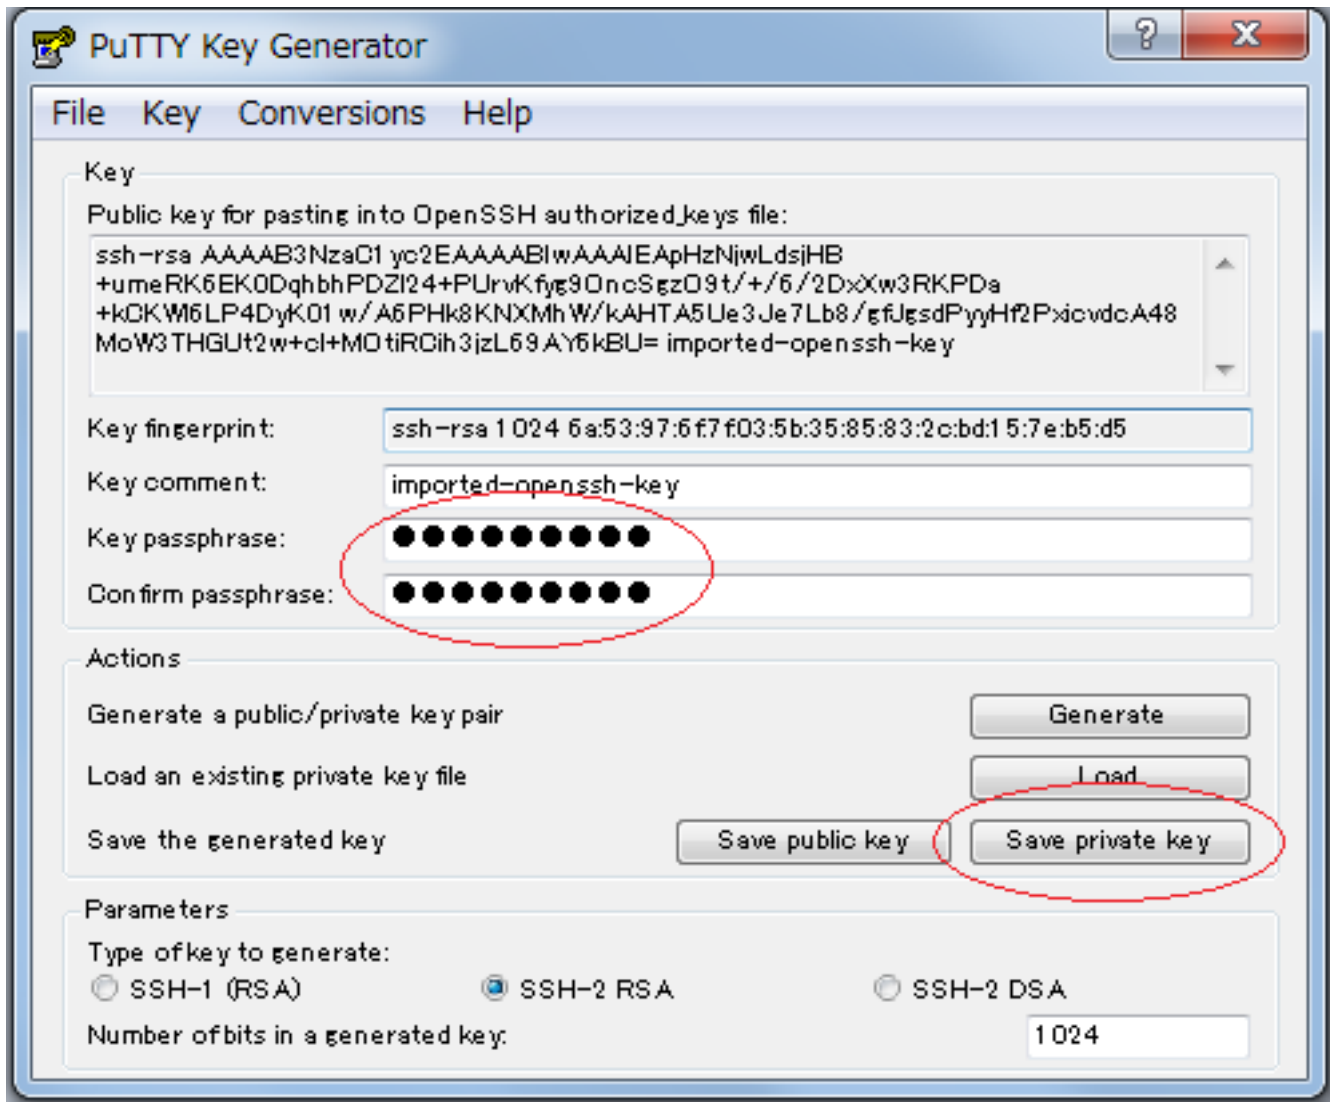 PuTTY Key Generator
File Key Conversions Help
Key
Public key for pasting into OpenSSH authorized_keys file:
ssh-rsa AAAAB3NzaC1yc2EAAAABIwAAAIEApHzNjwLdsjHB
+umeRK6EK0DqhbhPDZl24+PUrvKfyg9OncSgzO9t/+/6/2DxXw3RKPDa
+kCKWl6LP4DyK01w/A6PHk8KNXMhW/kAHTA5Ue3Je7Lb8/gfUgsdPyyHf2PxicvdcA48
MoW3THGUt2w+cl+MOtiRCih3jzL69AY5kBU= imported-openssh-key
Key fingerprint: ssh-rsa 1024 6a:53:97:6f:7f:03:5b:35:85:83:2c:bd:15:7e:b5:d5
Key comment: imported-openssh-key
Key passphrase: ●●●●●●●●●
Confirm passphrase: ●●●●●●●●●
Actions
Generate a public/private key pair Generate
Load an existing private key file Load
Save the generated key Save public key Save private key
Parameters
Type of key to generate:
SSH-1 (RSA) SSH-2 RSA SSH-2 DSA
Number of bits in a generated key: 1024